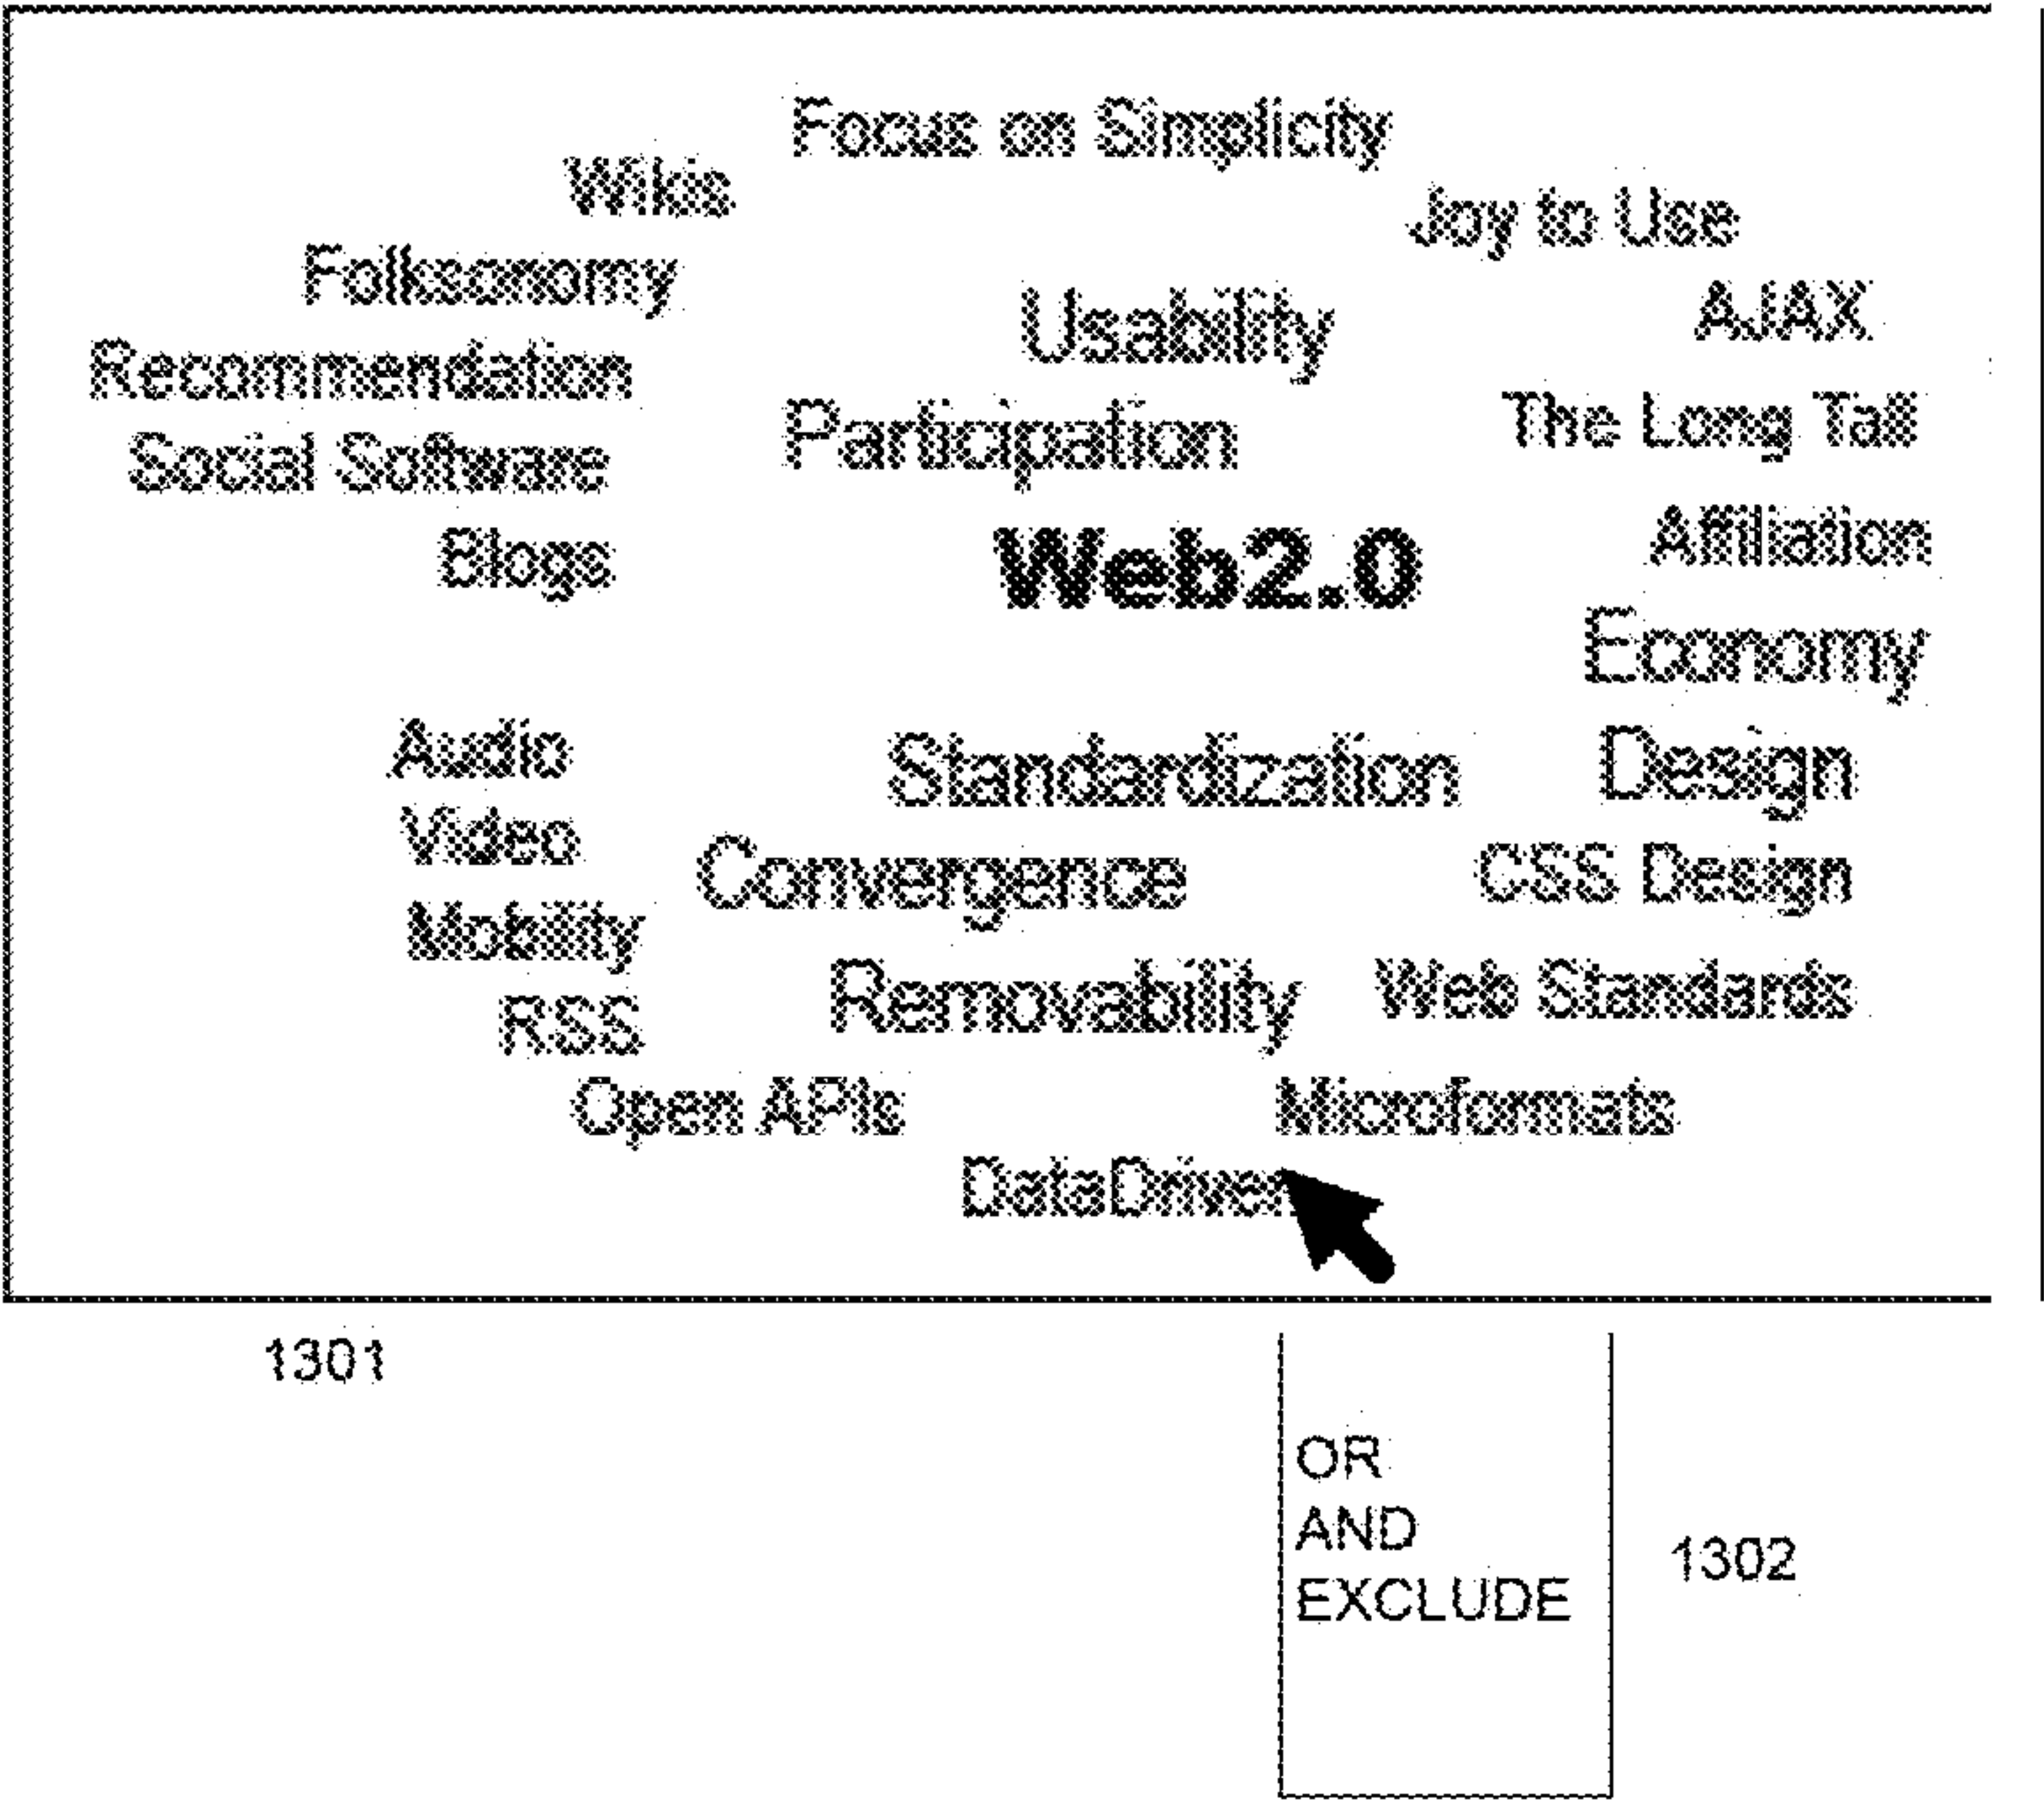 Focus on Simplicity
Wikis
Joy to Use
Folksonomy
Usability
AJAX
Recommendation
Participation
The Long Tail
Social Software
Blogs
Web2.0
Affiliation
Economy
Audio
Standardization
Design
Video
Convergence
CSS Design
Mobility
Removability
Web Standards
RSS
Open APIs
Microformats
DataDriven
1301
OR
AND
EXCLUDE
1302